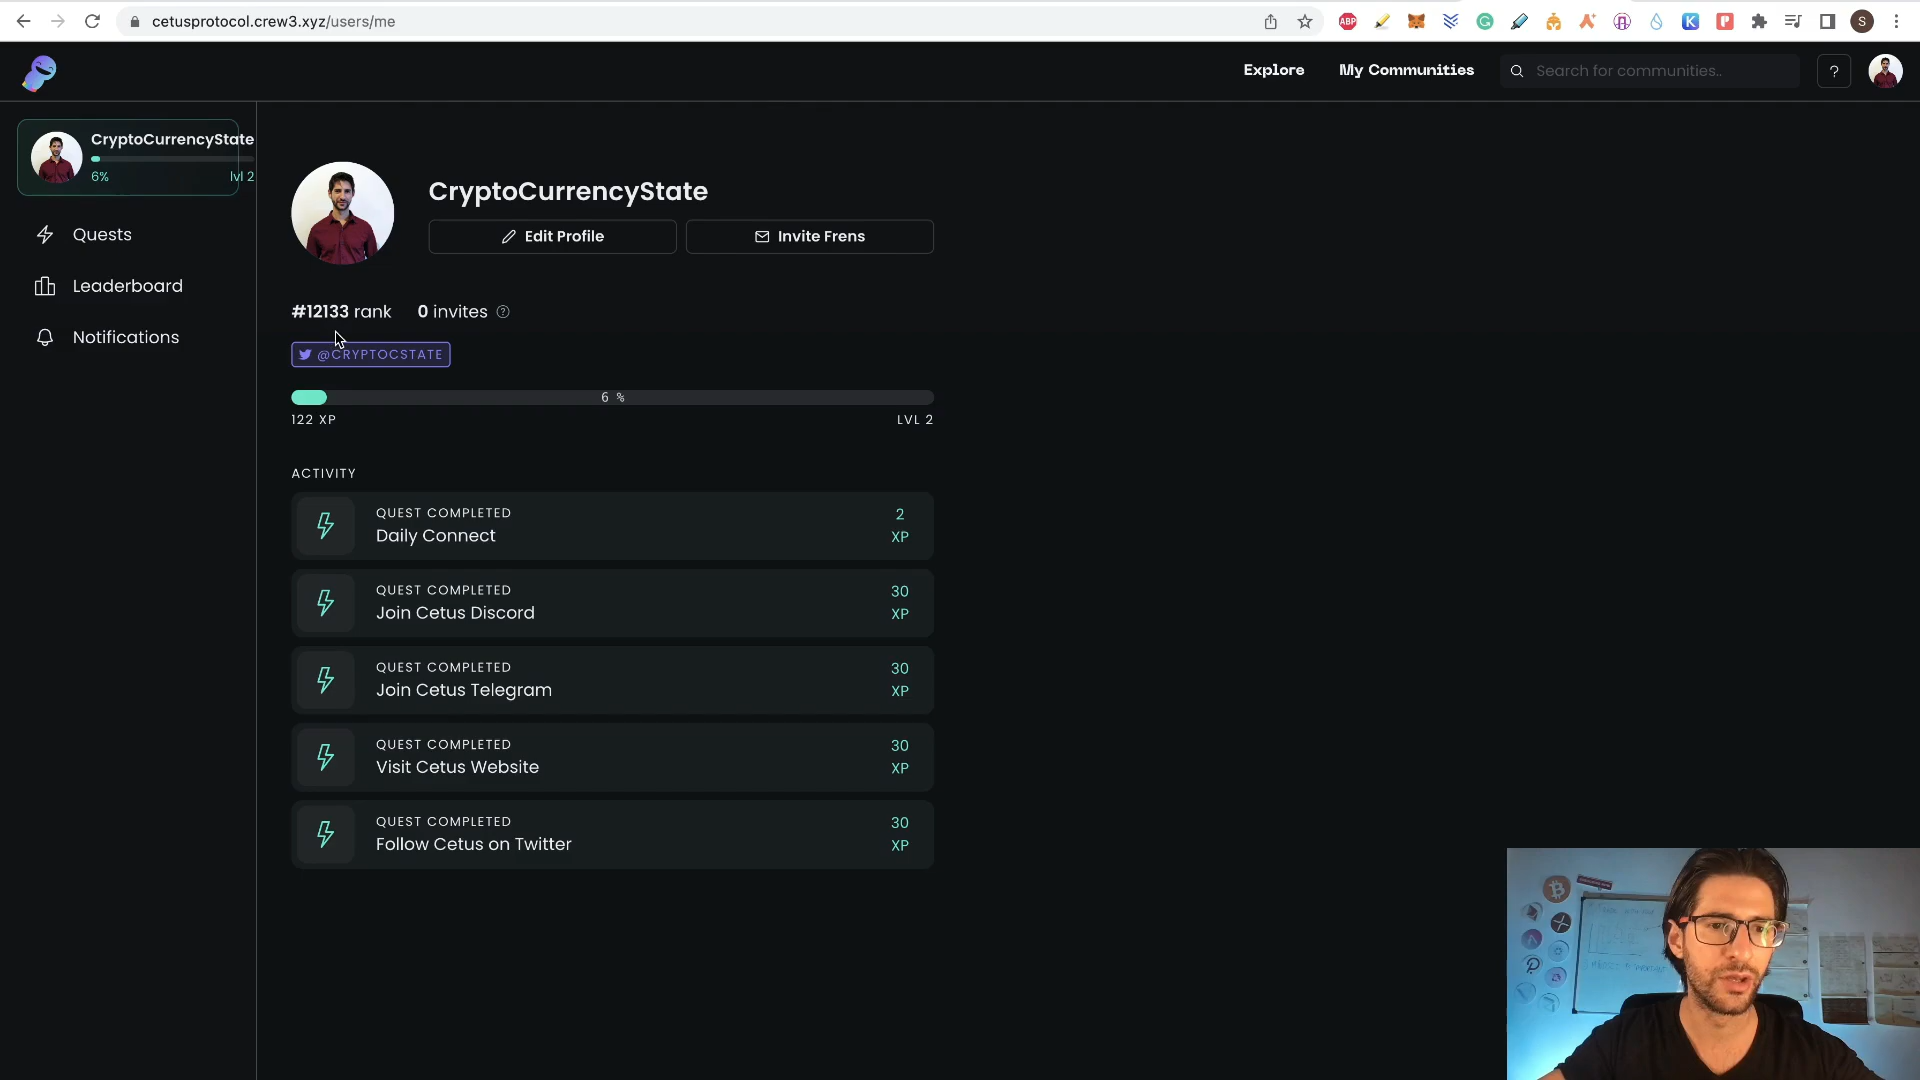 cetusprotocol.crew3.xyz/users/me
ABP
S
Explore
My Communities
Search for communities..
?
CryptoCurrencyState
6%
lvl 2
Quests
Leaderboard
Notifications
CryptoCurrencyState
Edit Profile
Invite Frens
#12133 rank
0 invites
@CRYPTOCSTATE
6 %
122 XP
LVL 2
ACTIVITY
QUEST COMPLETED
Daily Connect
2
XP
QUEST COMPLETED
Join Cetus Discord
30
XP
QUEST COMPLETED
Join Cetus Telegram
30
XP
QUEST COMPLETED
Visit Cetus Website
30
XP
QUEST COMPLETED
Follow Cetus on Twitter
30
XP